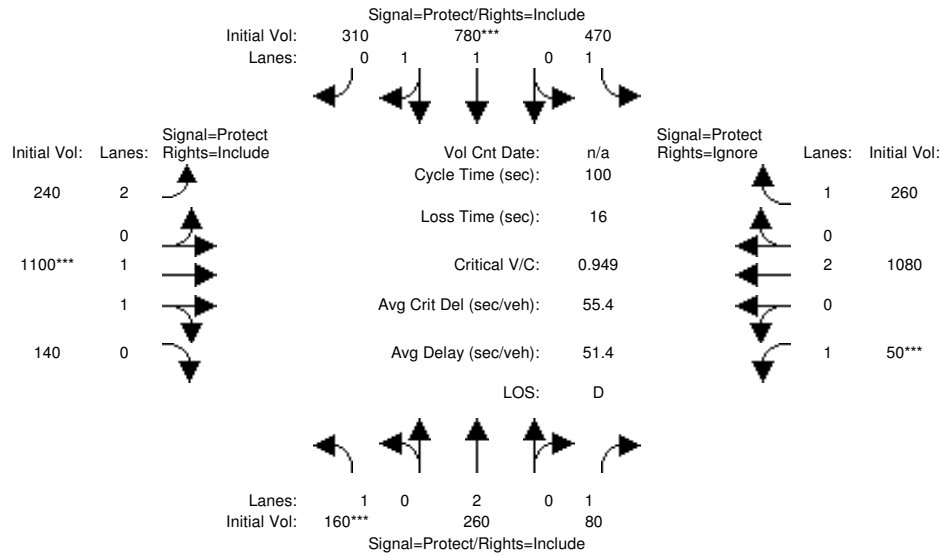 Signal=Protect/Rights=Include
Initial Vol: 310 780*** 470
Lanes: 0 1 1 0 1
Signal=Protect
Rights=Include
Initial Vol: Lanes:
Signal=Protect
Rights=Ignore
Lanes: Initial Vol:
Vol Cnt Date: n/a
Cycle Time (sec): 100
240 2
1 260
Loss Time (sec): 16
0
0
1100*** 1
Critical V/C: 0.949
2 1080
1
Avg Crit Del (sec/veh): 55.4
0
140 0
Avg Delay (sec/veh): 51.4
1 50***
LOS: D
Lanes: 1 0 2 0 1
Initial Vol: 160*** 260 80
Signal=Protect/Rights=Include